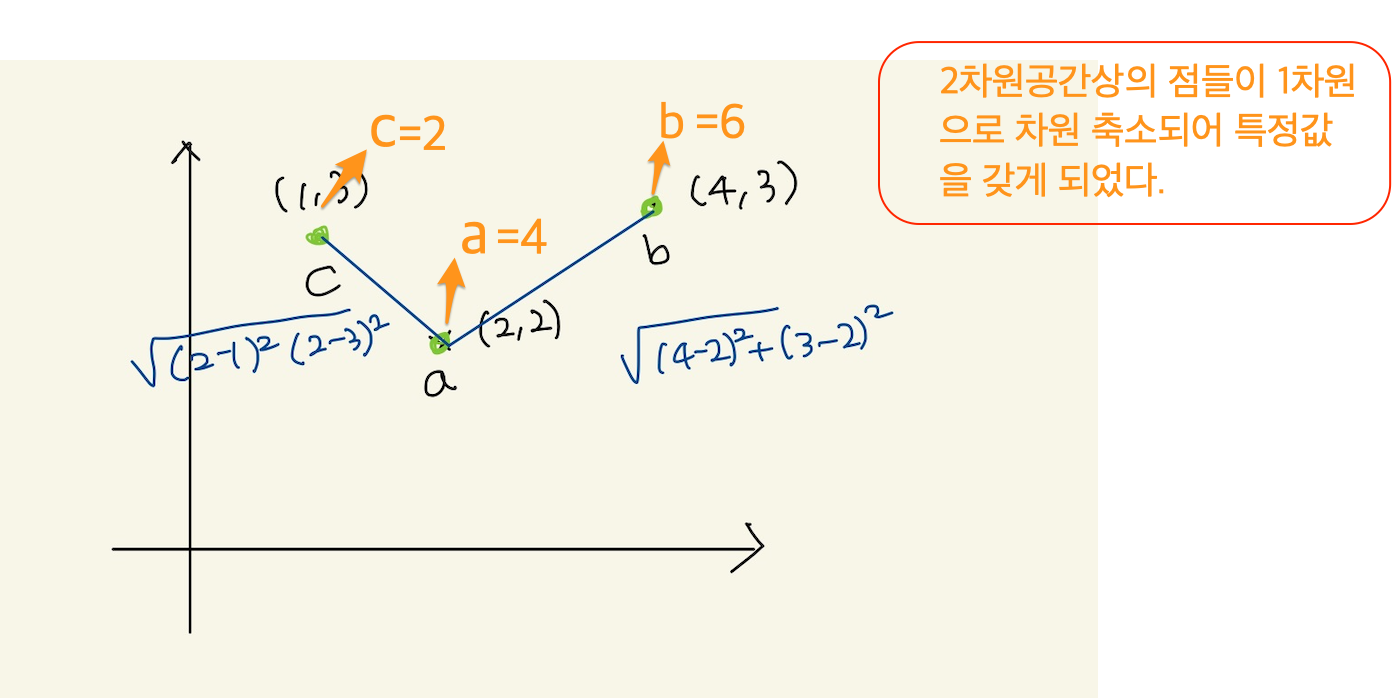 2차원공간상의 점들이 1차원
으로 차원 축소되어 특정값
을 갖게 되었다.
c=2
b =6
(1,3)
(4,3)
a =4
b
c
(2,2)
√(2-1)² (2-3)²
√(4-2)²+(3-2)²
a